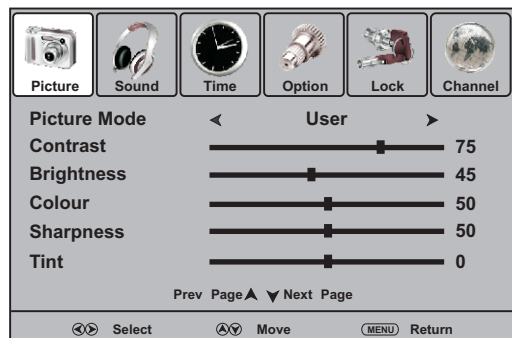 Picture Sound Time Option Lock Channel
Picture Mode User
Contrast 75
Brightness 45
Colour 50
Sharpness 50
Tint 0
Prev Page Next Page
Select Move MENU Return